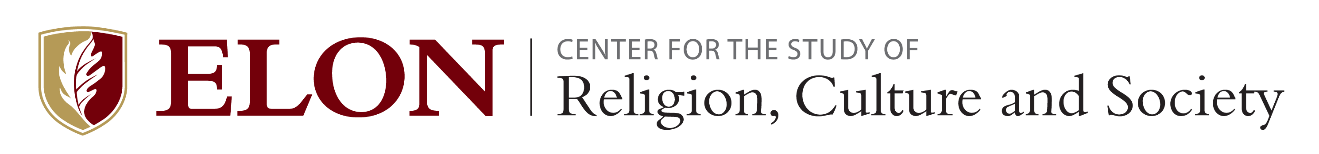 ELON
CENTER FOR THE STUDY OF
Religion, Culture and Society